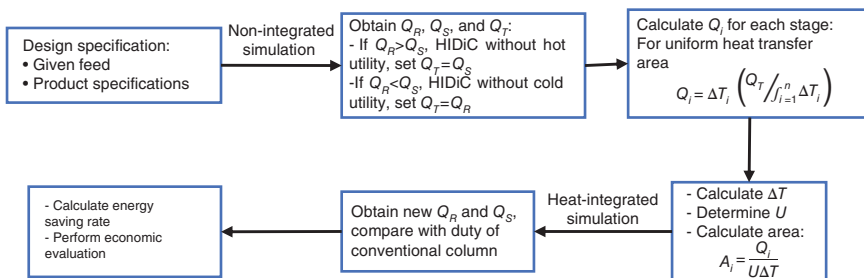 Design specification:
• Given feed
• Product specifications
Non-integrated
simulation
Obtain Q_R, Q_S, and Q_T:
- If Q_R>Q_S, HIDiC without hot
utility, set Q_T=Q_S
-If Q_R<Q_S, HIDiC without cold
utility, set Q_T=Q_R
Calculate Q_i for each stage:
For uniform heat transfer
area
Q_i = ΔT_i (Q_T/∫_{i=1}^{n} ΔT_i)
- Calculate ΔT
- Determine U
- Calculate area:
A_i = Q_i/UΔT
Heat-integrated
simulation
Obtain new Q_R and Q_S,
compare with duty of
conventional column
- Calculate energy
saving rate
- Perform economic
evaluation